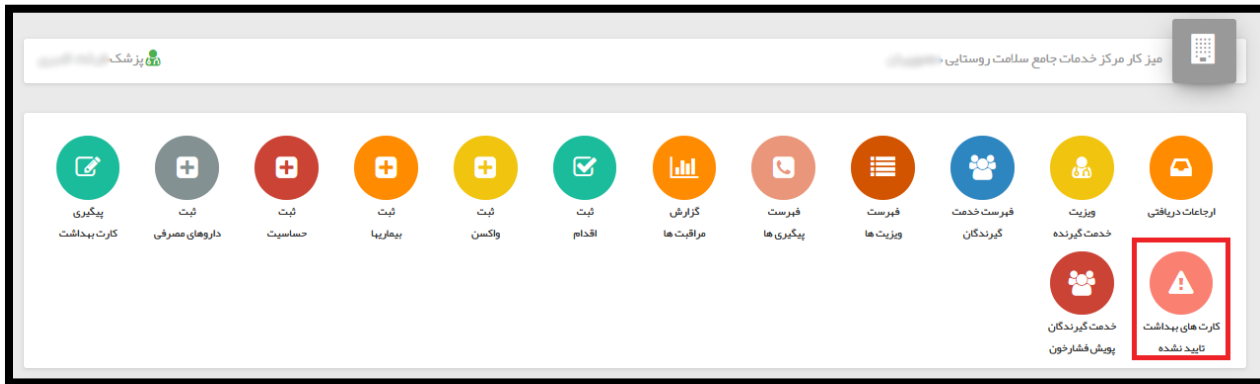 میز کار مرکز خدمات جامع سلامت روستایی
پزشک
ارجاعات دریافتی
ویزیت
خدمت گیرنده
فهرست خدمت
گیرندگان
فهرست
ویزیت ها
فهرست
پیگیری ها
گزارش
مراقبت ها
ثبت
اقدام
ثبت
واکسن
ثبت
بیماریها
ثبت
حساسیت
ثبت
داروهای مصرفی
پیگیری
کارت بهداشت
کارت های بهداشت
تایید نشده
خدمت گیرندگان
پویش فشارخون